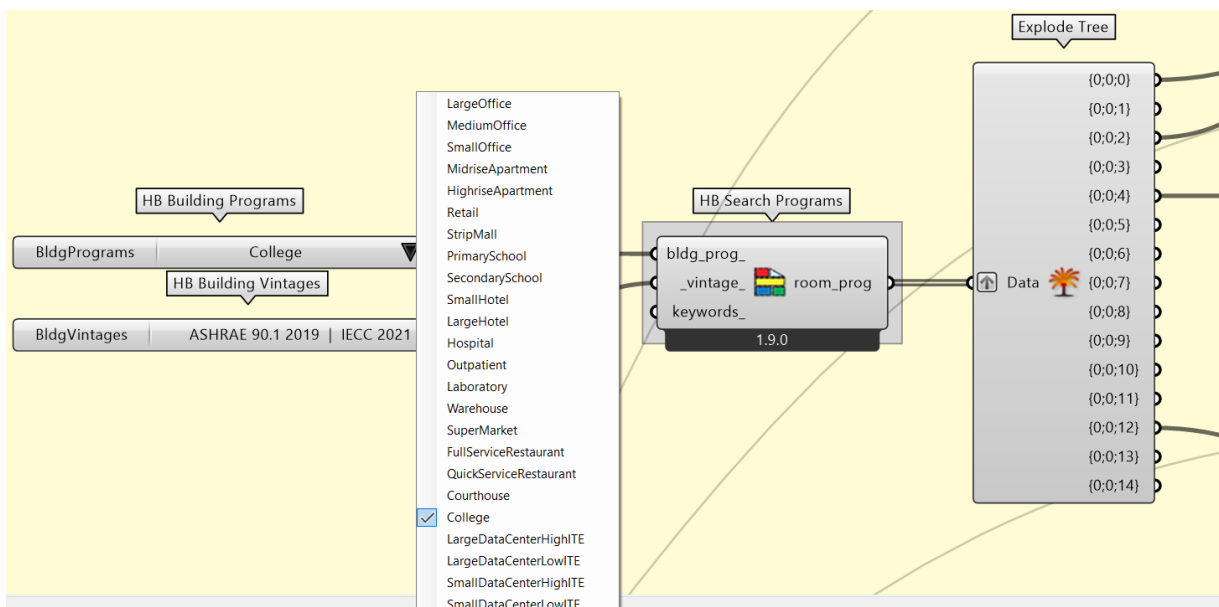 Explode Tree
HB Building Programs
BldgPrograms College
HB Building Vintages
BldgVintages ASHRAE 90.1 2019 | IECC 2021
LargeOffice
MediumOffice
SmallOffice
MidriseApartment
HighriseApartment
Retail
StripMall
PrimarySchool
SecondarySchool
SmallHotel
LargeHotel
Hospital
Outpatient
Laboratory
Warehouse
SuperMarket
FullServiceRestaurant
QuickServiceRestaurant
Courthouse
College
LargeDataCenterHighITE
LargeDataCenterLowITE
SmallDataCenterHighITE
SmallDataCenterLowITE
HB Search Programs
bldg_prog_
_vintage_ room_prog
keywords_
1.9.0
Data
{0;0;0}
{0;0;1}
{0;0;2}
{0;0;3}
{0;0;4}
{0;0;5}
{0;0;6}
{0;0;7}
{0;0;8}
{0;0;9}
{0;0;10}
{0;0;11}
{0;0;12}
{0;0;13}
{0;0;14}